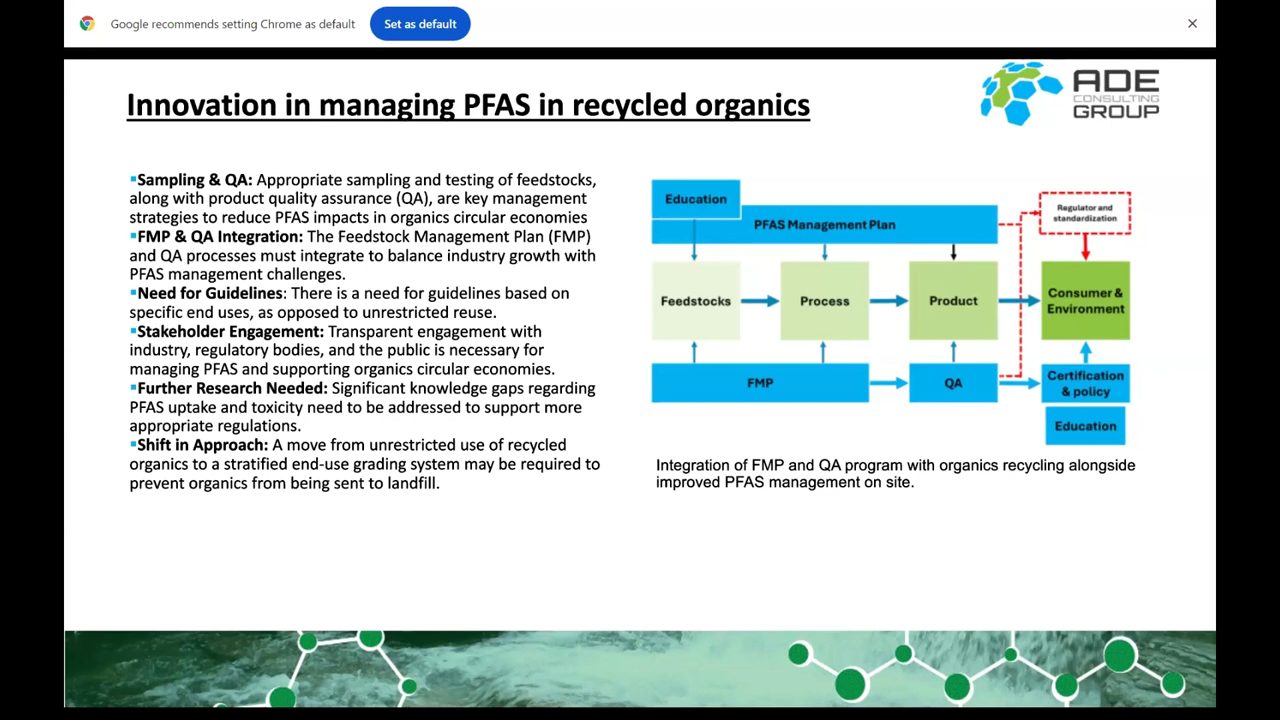 Google recommends setting Chrome as default
Set as default
Innovation in managing PFAS in recycled organics
ADE
CONSULTING
GROUP
▪Sampling & QA: Appropriate sampling and testing of feedstocks,
along with product quality assurance (QA), are key management
strategies to reduce PFAS impacts in organics circular economies
▪FMP & QA Integration: The Feedstock Management Plan (FMP)
and QA processes must integrate to balance industry growth with
PFAS management challenges.
▪Need for Guidelines: There is a need for guidelines based on
specific end uses, as opposed to unrestricted reuse.
▪Stakeholder Engagement: Transparent engagement with
industry, regulatory bodies, and the public is necessary for
managing PFAS and supporting organics circular economies.
▪Further Research Needed: Significant knowledge gaps regarding
PFAS uptake and toxicity need to be addressed to support more
appropriate regulations.
▪Shift in Approach: A move from unrestricted use of recycled
organics to a stratified end-use grading system may be required to
prevent organics from being sent to landfill.
Education
PFAS Management Plan
Regulator and
standardization
Feedstocks
Process
Product
Consumer &
Environment
FMP
QA
Certification
& policy
Education
Integration of FMP and QA program with organics recycling alongside
improved PFAS management on site.